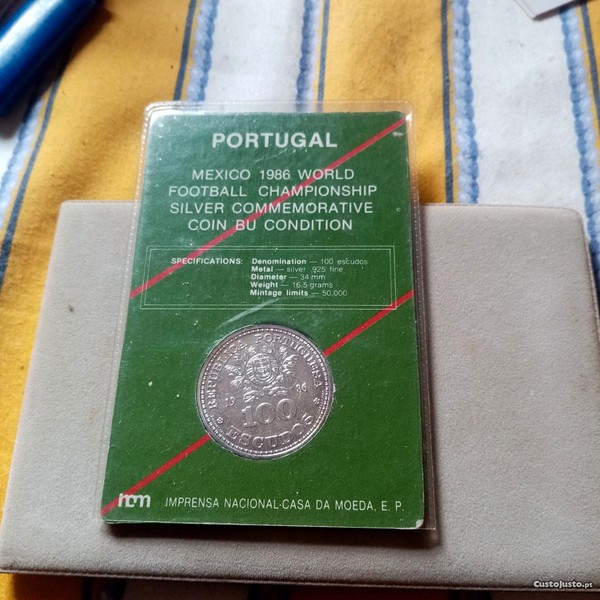 PORTUGAL
MEXICO 1986 WORLD
FOOTBALL CHAMPIONSHIP
SILVER COMMEMORATIVE
COIN BU CONDITION
SPECIFICATIONS: Denomination — 100 escudos
Metal — silver .925 fine
Diameter — 34 mm
Weight — 16.5 grams
Mintage limits — 50.000
REPUBLICA PORTUGUESA
19 86
100
ESCUDOS
incm IMPRENSA NACIONAL-CASA DA MOEDA, E. P.
CustoJusto.pt